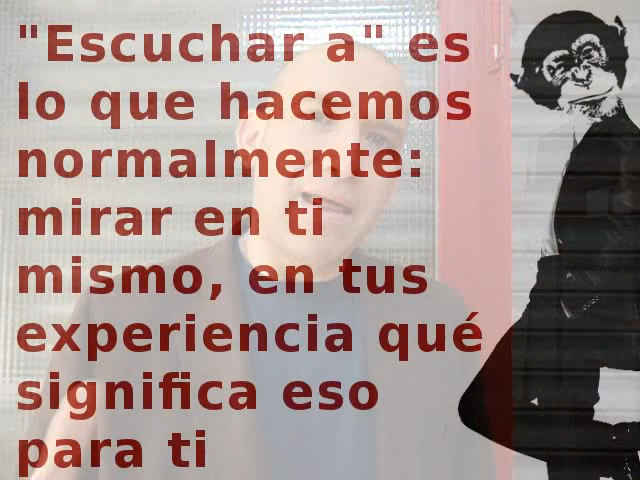 "Escuchar a" es
lo que hacemos
normalmente:
mirar en ti
mismo, en tus
experiencia qué
significa eso
para ti